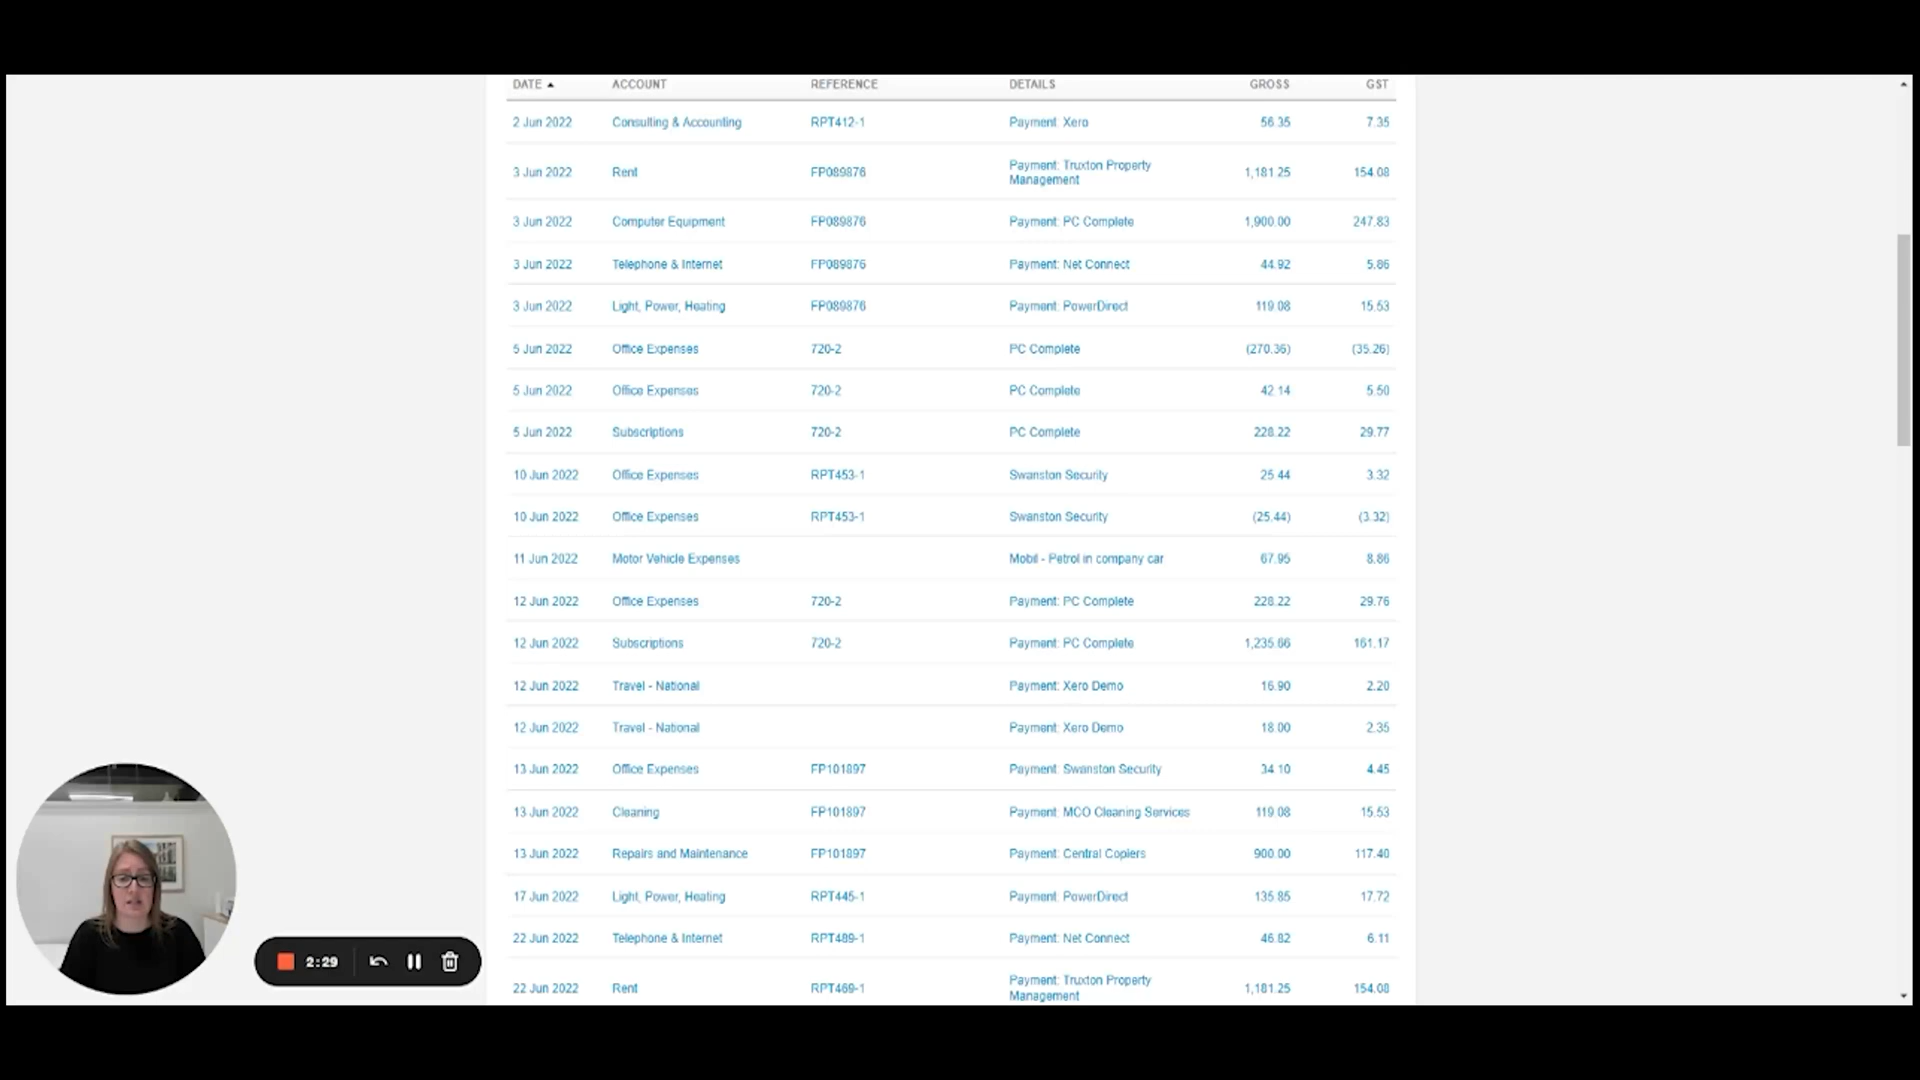 DATE ACCOUNT REFERENCE DETAILS GROSS GST
2 Jun 2022 Consulting & Accounting RPT412-1 Payment: Xero 56.35 7.35
3 Jun 2022 Rent FP089876 Payment: Truxton Property Management 1,181.25 154.08
3 Jun 2022 Computer Equipment FP089876 Payment: PC Complete 1,900.00 247.83
3 Jun 2022 Telephone & Internet FP089876 Payment: Net Connect 44.92 5.86
3 Jun 2022 Light, Power, Heating FP089876 Payment: PowerDirect 119.08 15.53
5 Jun 2022 Office Expenses 720-2 PC Complete (270.36) (35.26)
5 Jun 2022 Office Expenses 720-2 PC Complete 42.14 5.50
5 Jun 2022 Subscriptions 720-2 PC Complete 228.22 29.77
10 Jun 2022 Office Expenses RPT453-1 Swanston Security 25.44 3.32
10 Jun 2022 Office Expenses RPT453-1 Swanston Security (25.44) (3.32)
11 Jun 2022 Motor Vehicle Expenses Mobil - Petrol in company car 67.95 8.86
12 Jun 2022 Office Expenses 720-2 Payment: PC Complete 228.22 29.76
12 Jun 2022 Subscriptions 720-2 Payment: PC Complete 1,235.66 161.17
12 Jun 2022 Travel - National Payment: Xero Demo 16.90 2.20
12 Jun 2022 Travel - National Payment: Xero Demo 18.00 2.35
13 Jun 2022 Office Expenses FP101897 Payment: Swanston Security 34.10 4.45
13 Jun 2022 Cleaning FP101897 Payment: MCO Cleaning Services 119.08 15.53
13 Jun 2022 Repairs and Maintenance FP101897 Payment: Central Copiers 900.00 117.40
17 Jun 2022 Light, Power, Heating RPT445-1 Payment: PowerDirect 135.85 17.72
22 Jun 2022 Telephone & Internet RPT489-1 Payment: Net Connect 46.82 6.11
22 Jun 2022 Rent RPT469-1 Payment: Truxton Property Management 1,181.25 154.08
2:29